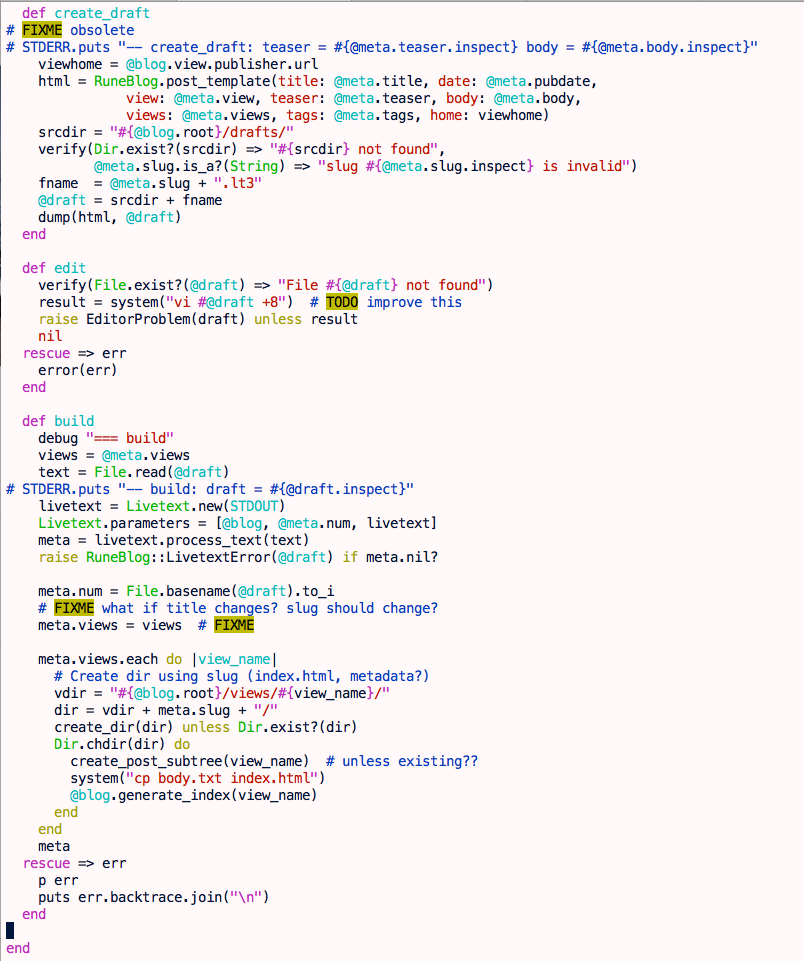 def create_draft
# FIXME obsolete
# STDERR.puts "-- create_draft: teaser = #{@meta.teaser.inspect} body = #{@meta.body.inspect}"
    viewhome = @blog.view.publisher.url
    html = RuneBlog.post_template(title: @meta.title, date: @meta.pubdate,
               view: @meta.view, teaser: @meta.teaser, body: @meta.body,
               views: @meta.views, tags: @meta.tags, home: viewhome)
    srcdir = "#{@blog.root}/drafts/"
    verify(Dir.exist?(srcdir) => "#{srcdir} not found",
           @meta.slug.is_a?(String) => "slug #{@meta.slug.inspect} is invalid")
    fname  = @meta.slug + ".lt3"
    @draft = srcdir + fname
    dump(html, @draft)
  end

  def edit
    verify(File.exist?(@draft) => "File #{@draft} not found")
    result = system("vi #@draft +8")  # TODO improve this
    raise EditorProblem(draft) unless result
    nil
  rescue => err
    error(err)
  end

  def build
    debug "=== build"
    views = @meta.views
    text = File.read(@draft)
# STDERR.puts "-- build: draft = #{@draft.inspect}"
    livetext = Livetext.new(STDOUT)
    Livetext.parameters = [@blog, @meta.num, livetext]
    meta = livetext.process_text(text)
    raise RuneBlog::LivetextError(@draft) if meta.nil?

    meta.num = File.basename(@draft).to_i
    # FIXME what if title changes? slug should change?
    meta.views = views  # FIXME

    meta.views.each do |view_name|
      # Create dir using slug (index.html, metadata?)
      vdir = "#{@blog.root}/views/#{view_name}/"
      dir = vdir + meta.slug + "/"
      create_dir(dir) unless Dir.exist?(dir)
      Dir.chdir(dir) do
        create_post_subtree(view_name)  # unless existing??
        system("cp body.txt index.html")
        @blog.generate_index(view_name)
      end
    end
    meta
  rescue => err
    p err
    puts err.backtrace.join("\n")
  end

end